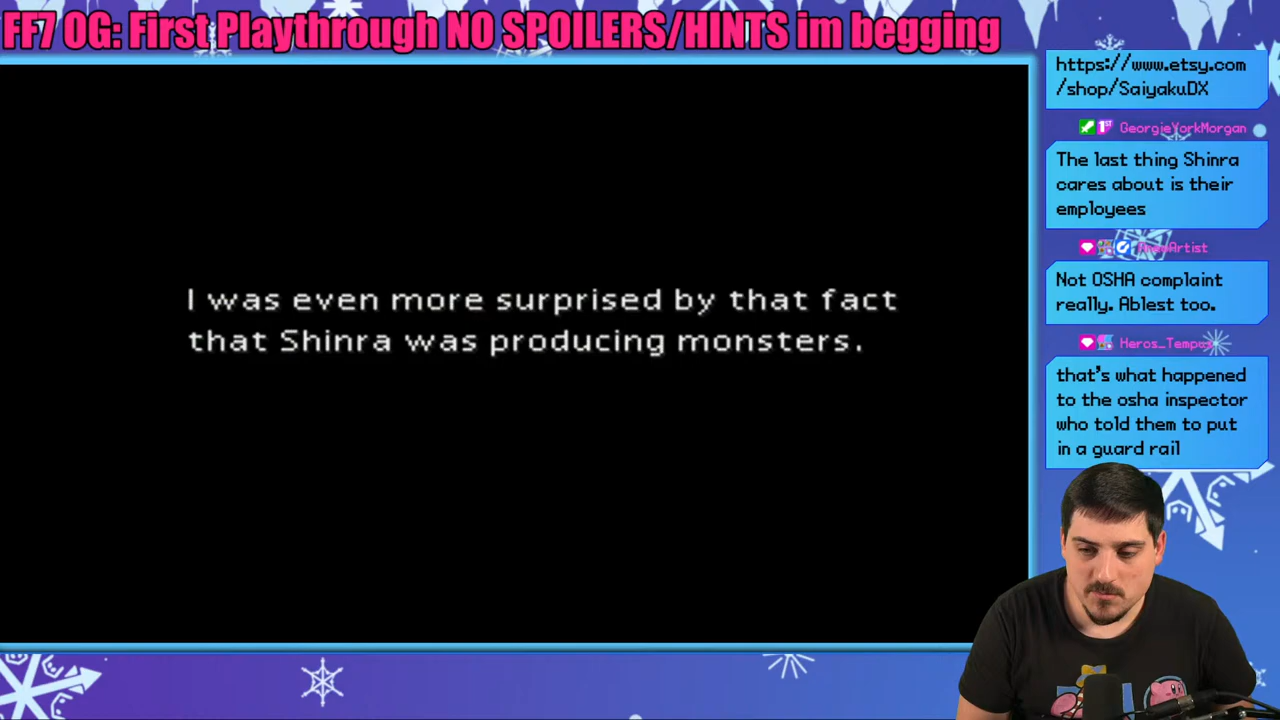 FF7 OG: First Playthrough NO SPOILERS/HINTS im begging
I was even more surprised by that fact
that Shinra was producing monsters.
https://www.etsy.com
/shop/SaiyakuDX
GeorgieYorkMorgan
The last thing Shinra
cares about is their
employees
Not OSHA complaint
really. Ablest too.
Heros_Tempus
that's what happened
to the osha inspector
who told them to put
in a guard rail